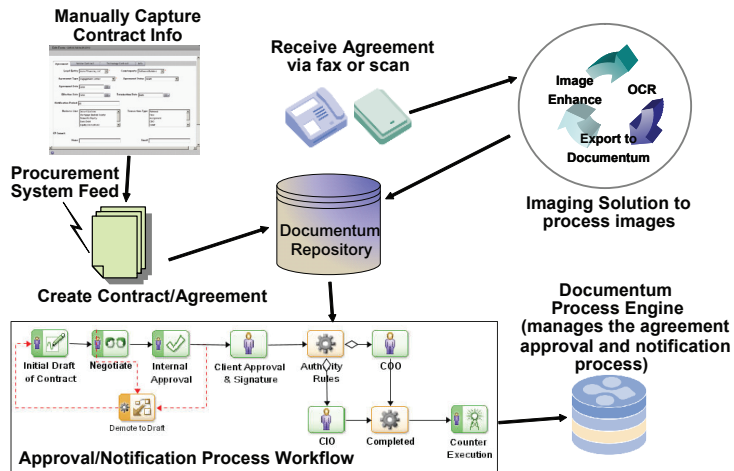 Manually Capture
Contract Info
Receive Agreement
via fax or scan
Image
Enhance
OCR
Export to
Documentum
Imaging Solution to
process images
Procurement
System Feed
Documentum
Repository
Create Contract/Agreement
Documentum
Process Engine
(manages the agreement
approval and notification
process)
Initial Draft
of Contract
Negotiate
Internal
Approval
Client Approval
& Signature
Authority
Rules
COO
Demote to Draft
CIO
Completed
Counter
Execution
Approval/Notification Process Workflow